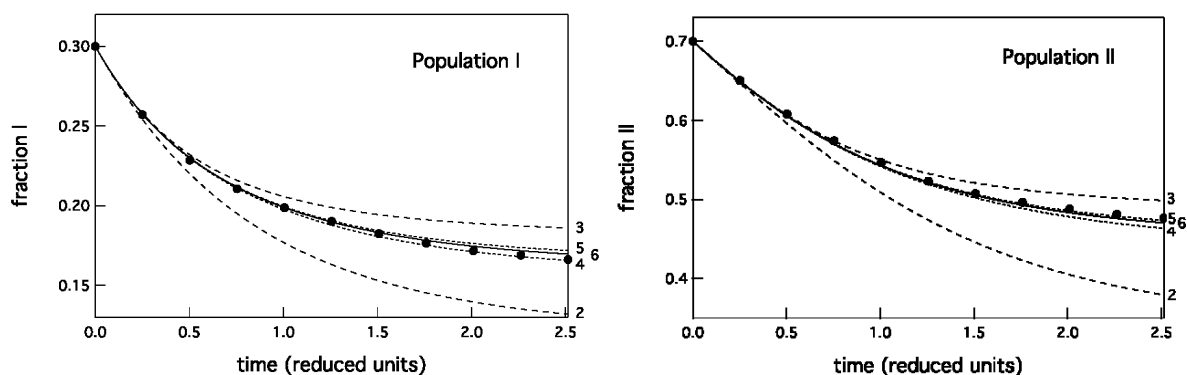 Population I
fraction I
0.30
0.25
0.20
0.15
3
5
6
4
2
0.0 0.5 1.0 1.5 2.0 2.5
time (reduced units)
Population II
fraction II
0.7
0.6
0.5
0.4
3
5
6
4
2
0.0 0.5 1.0 1.5 2.0 2.5
time (reduced units)